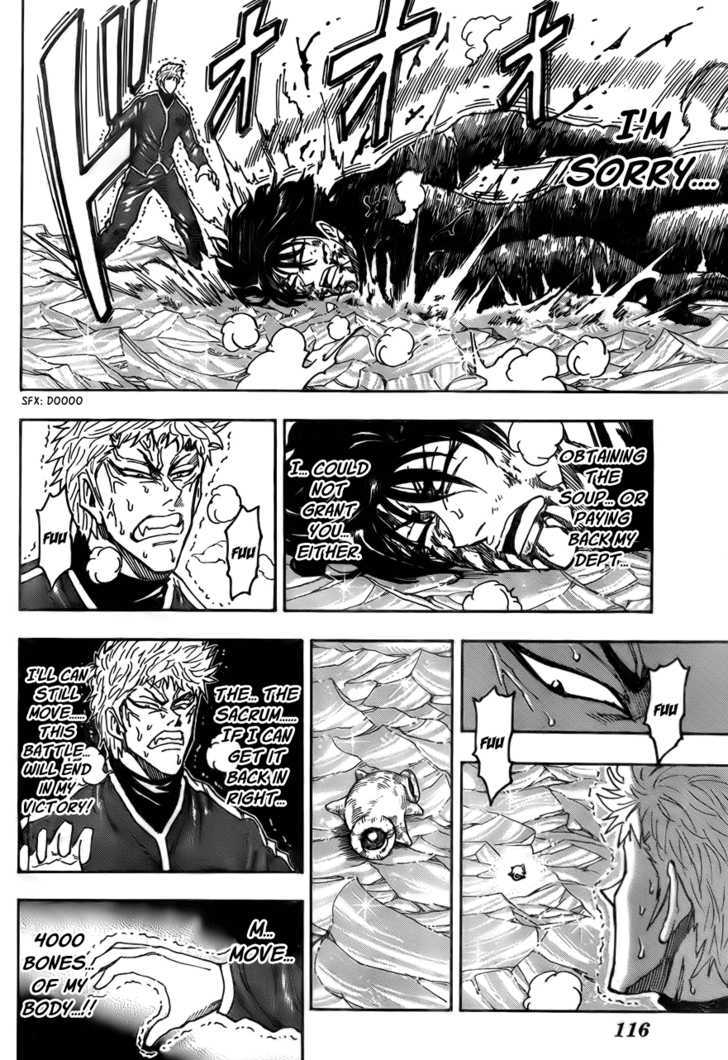 ドオオオ
I'M
SORRY....
SFX: DOOOO
OBTAINING
THE
SOUP... OR
PAYING
BACK MY
DEPT...
I... COULD
NOT
GRANT
YOU...
EITHER.
FUU
FUU
FUU
FUU
THE... THE
SACRUM......
IF I CAN
GET IT
BACK IN
RIGHT...
I'LL CAN
STILL
MOVE......
THIS
BATTLE...
WILL END
IN MY
VICTORY!
M...
MOVE...
4000
BONES...
OF MY
BODY....!!
116